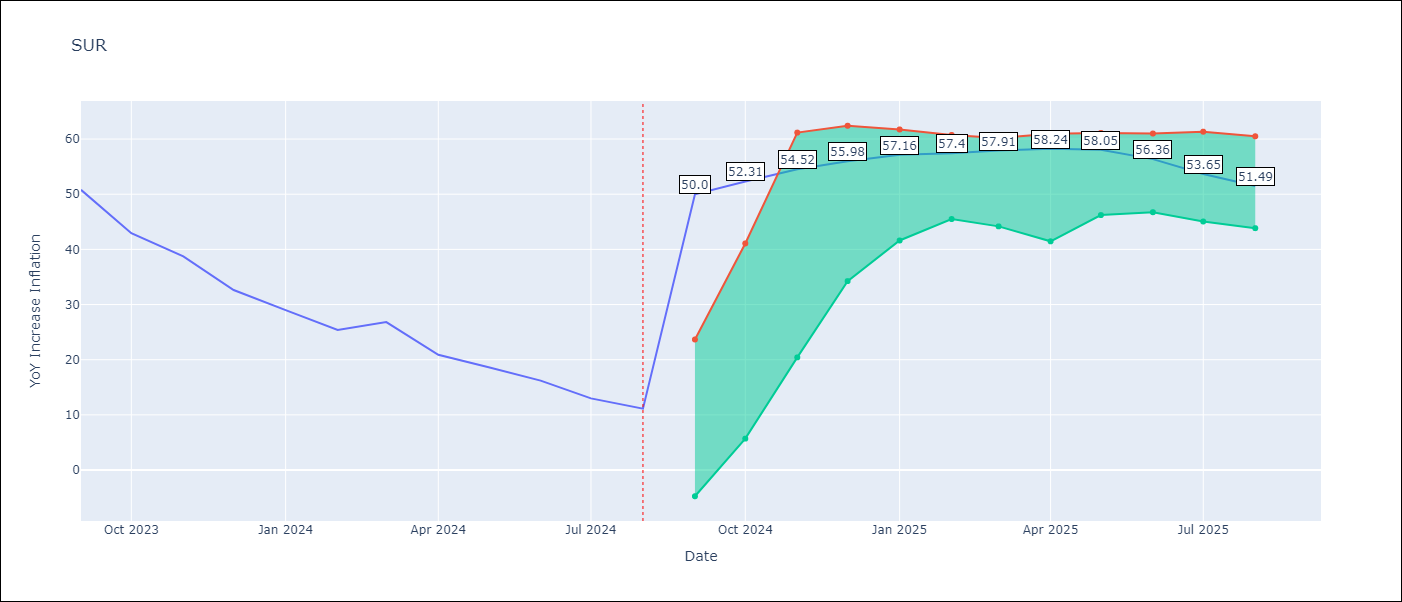 SUR
YoY Increase Inflation
60
50
40
30
20
10
0
50.0
52.31
54.52
55.98
57.16
57.4
57.91
58.24
58.05
56.36
53.65
51.49
Oct 2023
Jan 2024
Apr 2024
Jul 2024
Oct 2024
Jan 2025
Apr 2025
Jul 2025
Date